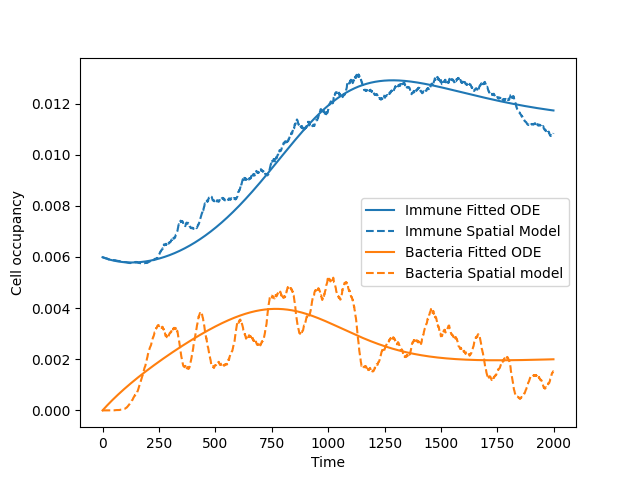 Cell occupancy
0.012
0.010
0.008
0.006
0.004
0.002
0.000
Immune Fitted ODE
Immune Spatial Model
Bacteria Fitted ODE
Bacteria Spatial model
0 250 500 750 1000 1250 1500 1750 2000
Time